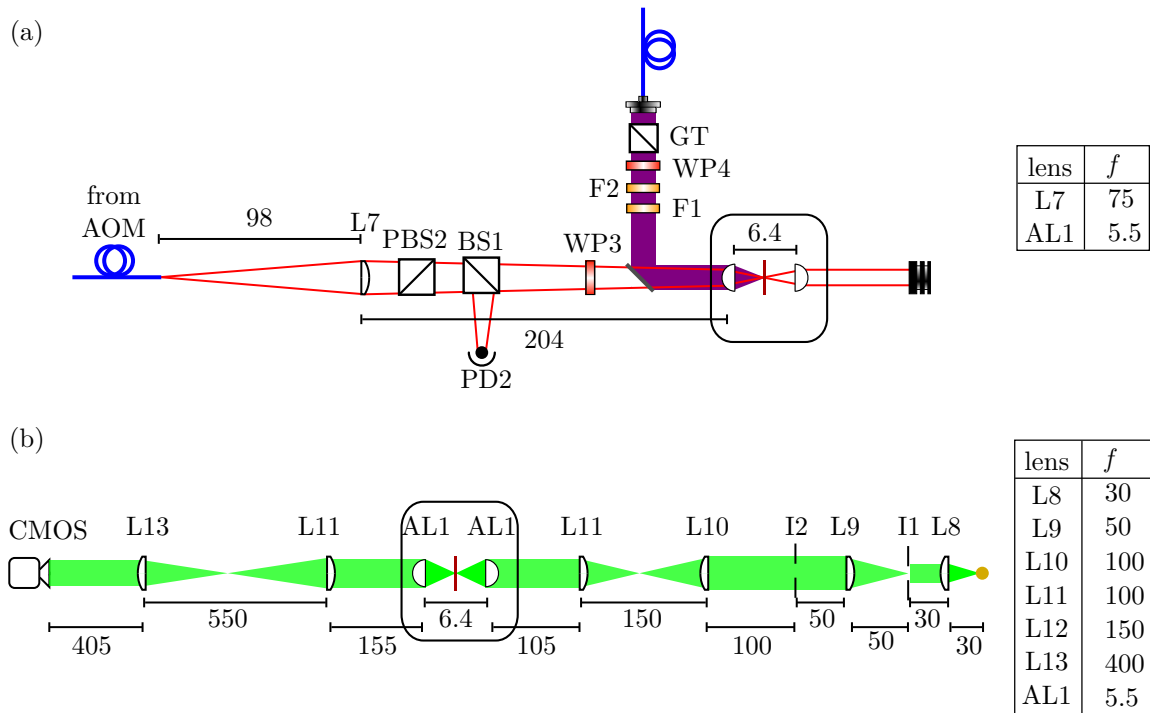 (a)
GT
WP4
F2
F1
from
AOM
98
L7
PBS2
BS1
WP3
6.4
204
PD2
lens f
L7 75
AL1 5.5
(b)
CMOS
L13
L11
AL1
AL1
L11
L10
I2
L9
I1
L8
405
550
155
6.4
105
150
100
50
50
30
30
lens f
L8 30
L9 50
L10 100
L11 100
L12 150
L13 400
AL1 5.5